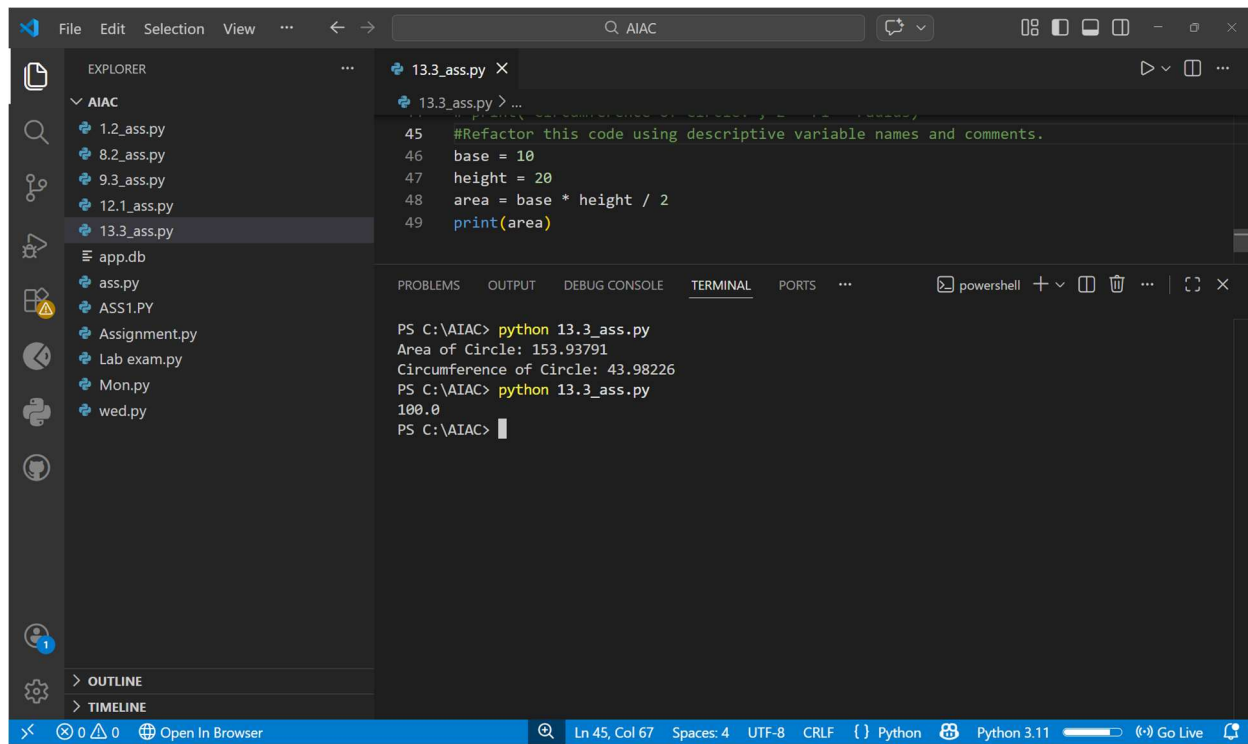 File Edit Selection View ··· ← → AIAC
EXPLORER ···
AIAC
1.2_ass.py
8.2_ass.py
9.3_ass.py
12.1_ass.py
13.3_ass.py
app.db
ass.py
ASS1.PY
Assignment.py
Lab exam.py
Mon.py
wed.py
OUTLINE
TIMELINE
13.3_ass.py
13.3_ass.py > ...
45 #Refactor this code using descriptive variable names and comments.
46 base = 10
47 height = 20
48 area = base * height / 2
49 print(area)
PROBLEMS OUTPUT DEBUG CONSOLE TERMINAL PORTS ··· powershell
PS C:\AIAC> python 13.3_ass.py
Area of Circle: 153.93791
Circumference of Circle: 43.98226
PS C:\AIAC> python 13.3_ass.py
100.0
PS C:\AIAC>
1
0 0 Open In Browser Ln 45, Col 67 Spaces: 4 UTF-8 CRLF { } Python Python 3.11 Go Live